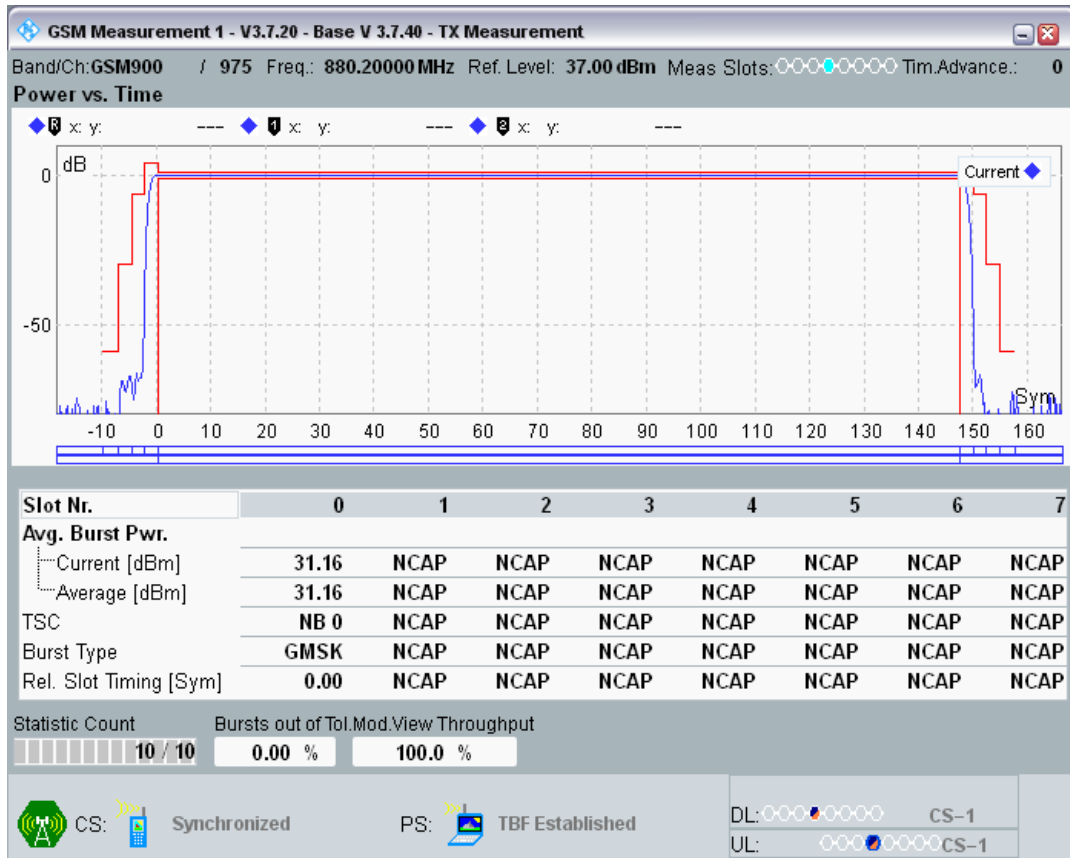 GSM Measurement 1 - V3.7.20 - Base V 3.7.40 - TX Measurement
Band/Ch:GSM900 / 975 Freq.: 880.20000 MHz Ref. Level: 37.00 dBm Meas Slots: Tim.Advance.: 0
Power vs. Time
R x: y: --- 1 x: y: --- 2 x: y: ---
dB
Current
0
-50
Sym
-10 0 10 20 30 40 50 60 70 80 90 100 110 120 130 140 150 160
Slot Nr. 0 1 2 3 4 5 6 7
Avg. Burst Pwr.
Current [dBm] 31.16 NCAP NCAP NCAP NCAP NCAP NCAP NCAP
Average [dBm] 31.16 NCAP NCAP NCAP NCAP NCAP NCAP NCAP
TSC NB 0 NCAP NCAP NCAP NCAP NCAP NCAP NCAP
Burst Type GMSK NCAP NCAP NCAP NCAP NCAP NCAP NCAP
Rel. Slot Timing [Sym] 0.00 NCAP NCAP NCAP NCAP NCAP NCAP NCAP
Statistic Count Bursts out of Tol.Mod.View Throughput
10 / 10 0.00 % 100.0 %
CS: Synchronized PS: TBF Established
DL: CS-1
UL: CS-1